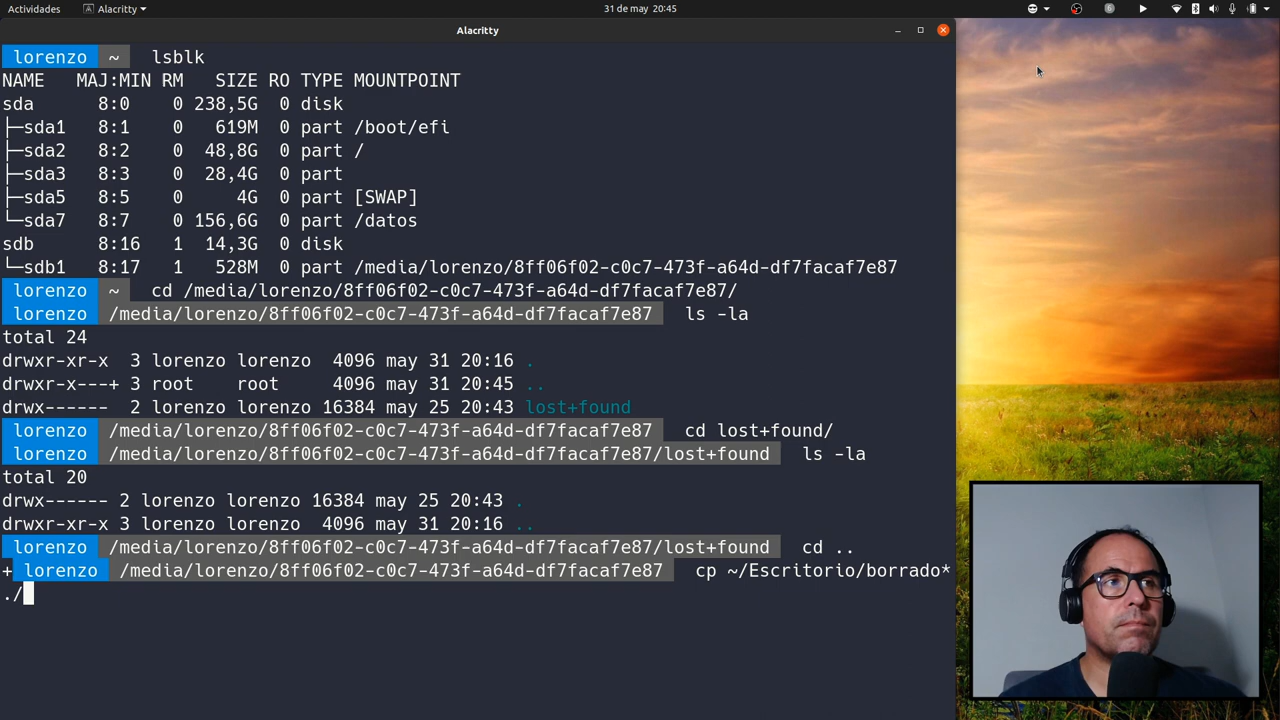 Actividades Alacritty 31 de may 20:45
Alacritty
lorenzo ~ lsblk
NAME MAJ:MIN RM SIZE RO TYPE MOUNTPOINT
sda 8:0 0 238,5G 0 disk
├─sda1 8:1 0 619M 0 part /boot/efi
├─sda2 8:2 0 48,8G 0 part /
├─sda3 8:3 0 28,4G 0 part
├─sda5 8:5 0 4G 0 part [SWAP]
└─sda7 8:7 0 156,6G 0 part /datos
sdb 8:16 1 14,3G 0 disk
└─sdb1 8:17 1 528M 0 part /media/lorenzo/8ff06f02-c0c7-473f-a64d-df7facaf7e87
lorenzo ~ cd /media/lorenzo/8ff06f02-c0c7-473f-a64d-df7facaf7e87/
lorenzo /media/lorenzo/8ff06f02-c0c7-473f-a64d-df7facaf7e87 ls -la
total 24
drwxr-xr-x 3 lorenzo lorenzo 4096 may 31 20:16 .
drwxr-x---+ 3 root root 4096 may 31 20:45 ..
drwx------ 2 lorenzo lorenzo 16384 may 25 20:43 lost+found
lorenzo /media/lorenzo/8ff06f02-c0c7-473f-a64d-df7facaf7e87 cd lost+found/
lorenzo /media/lorenzo/8ff06f02-c0c7-473f-a64d-df7facaf7e87/lost+found ls -la
total 20
drwx------ 2 lorenzo lorenzo 16384 may 25 20:43 .
drwxr-xr-x 3 lorenzo lorenzo 4096 may 31 20:16 ..
lorenzo /media/lorenzo/8ff06f02-c0c7-473f-a64d-df7facaf7e87/lost+found cd ..
+ lorenzo /media/lorenzo/8ff06f02-c0c7-473f-a64d-df7facaf7e87 cp ~/Escritorio/borrado*
./